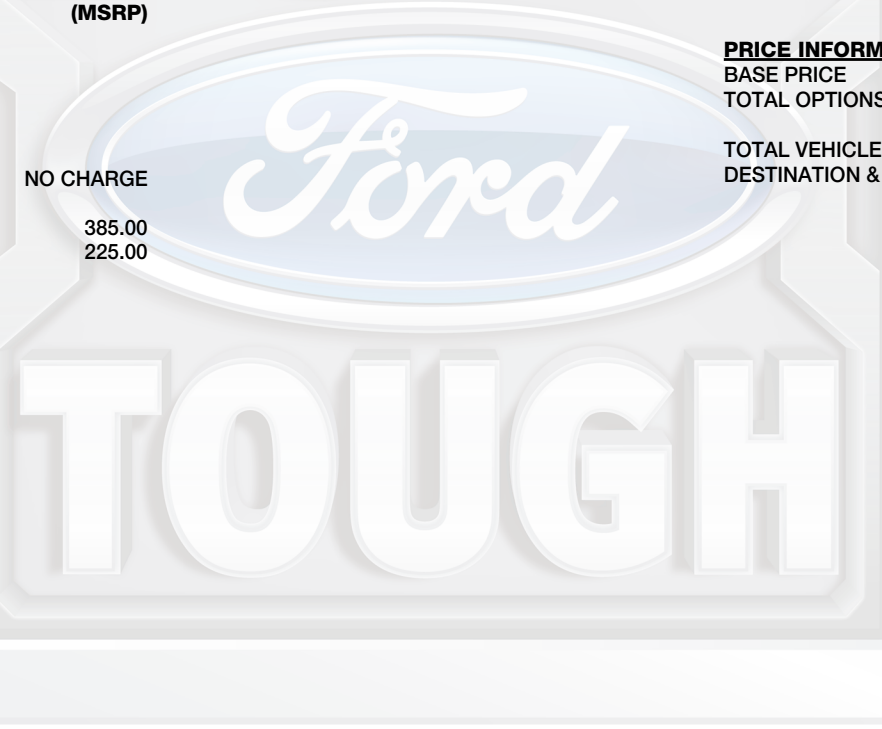 (MSRP)
PRICE INFORM
BASE PRICE
TOTAL OPTIONS
TOTAL VEHICLE
NO CHARGE
DESTINATION &
385.00
225.00
Ford
TOUGH